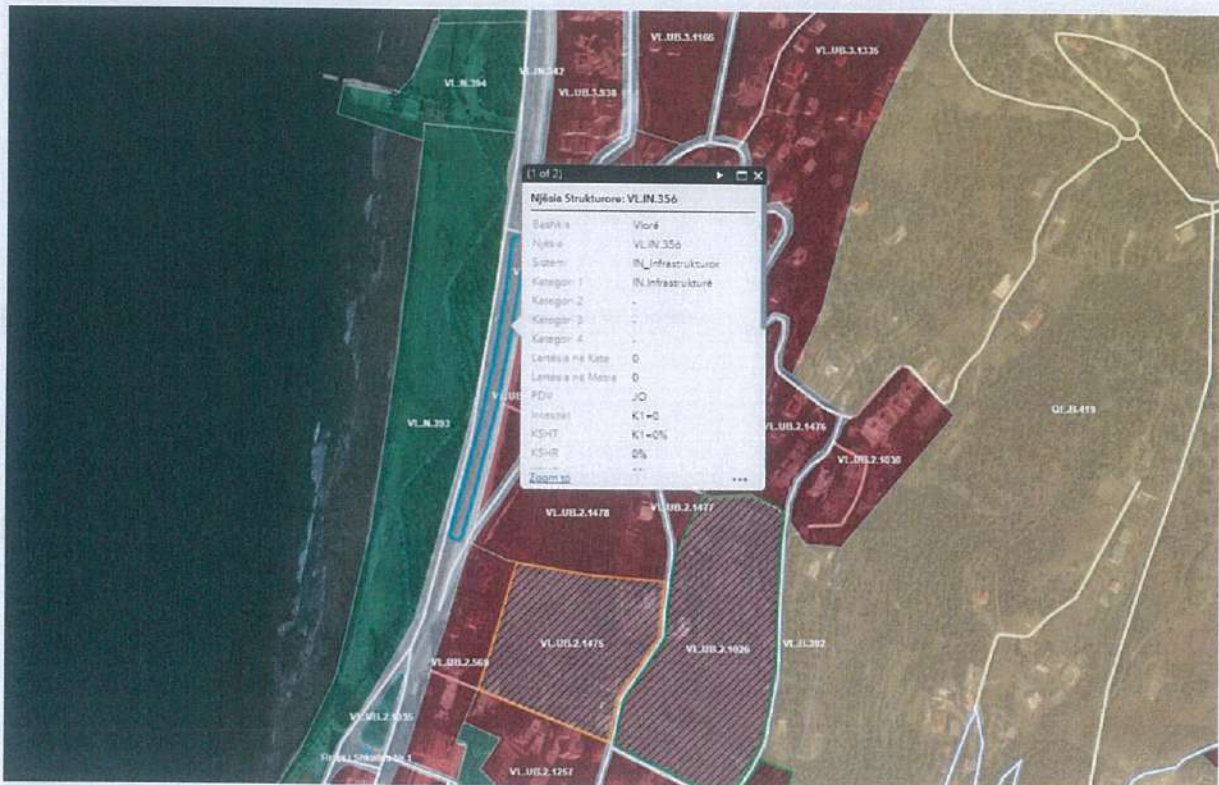 VL.UB.3.1166
VL.UB.3.1335
VL.IN.342
VL.N.394
VL.UB.3.938
(1 of 2)
Njësia Strukturore: VL.IN.356
Bashkia Vlorë
Njësia VL.IN.356
Sistemi IN_Infrastrukturor
Kategori 1 IN.Infrastrukturë
Kategori 2 -
Kategori 3 -
Kategori 4 -
Lartësia në Kate 0
Lartësia në Metra 0
PDV JO
Intesitet K1=0
KSHT K1=0%
KSHR 0%
Zoom to
VL.N.393
QE.B.419
VL.UB.2.1476
VL.UB.2.1030
VL.UB.2.1478
VL.UB.2.1477
VL.UB.2.1475
VL.UB.2.1026
VL.UB.2.569
VL.UB.2.1035
VL.UB.2.1257